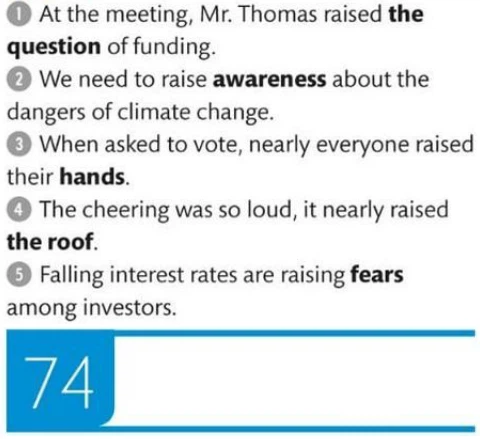 1 At the meeting, Mr. Thomas raised the
question of funding.
2 We need to raise awareness about the
dangers of climate change.
3 When asked to vote, nearly everyone raised
their hands.
4 The cheering was so loud, it nearly raised
the roof.
5 Falling interest rates are raising fears
among investors.
74